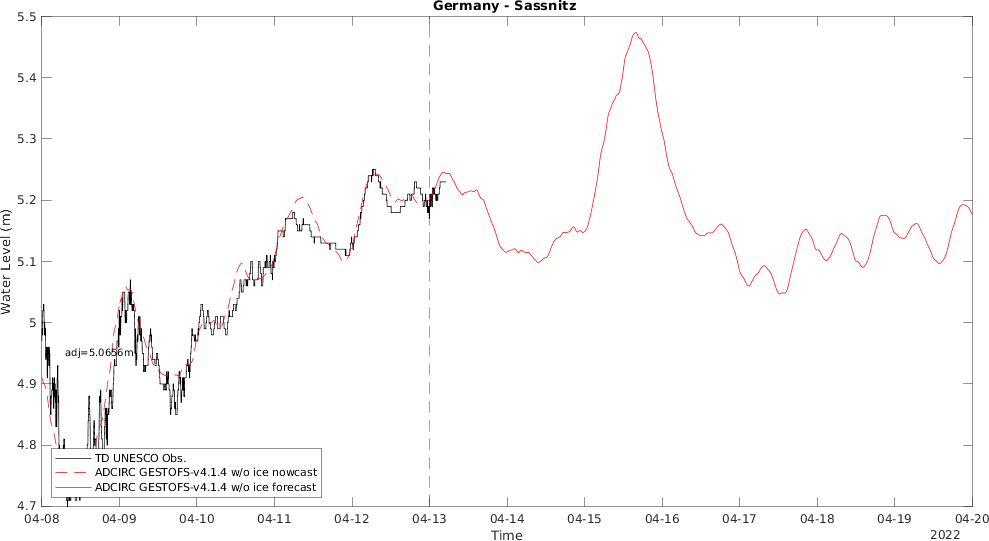 Germany - Sassnitz
5.5
5.4
5.3
5.2
5.1
5
4.9
4.8
4.7
Water Level (m)
adj=5.0656m
TD UNESCO Obs.
ADCIRC GESTOFS-v4.1.4 w/o ice nowcast
ADCIRC GESTOFS-v4.1.4 w/o ice forecast
04-08 04-09 04-10 04-11 04-12 04-13 04-14 04-15 04-16 04-17 04-18 04-19 04-20
Time
2022